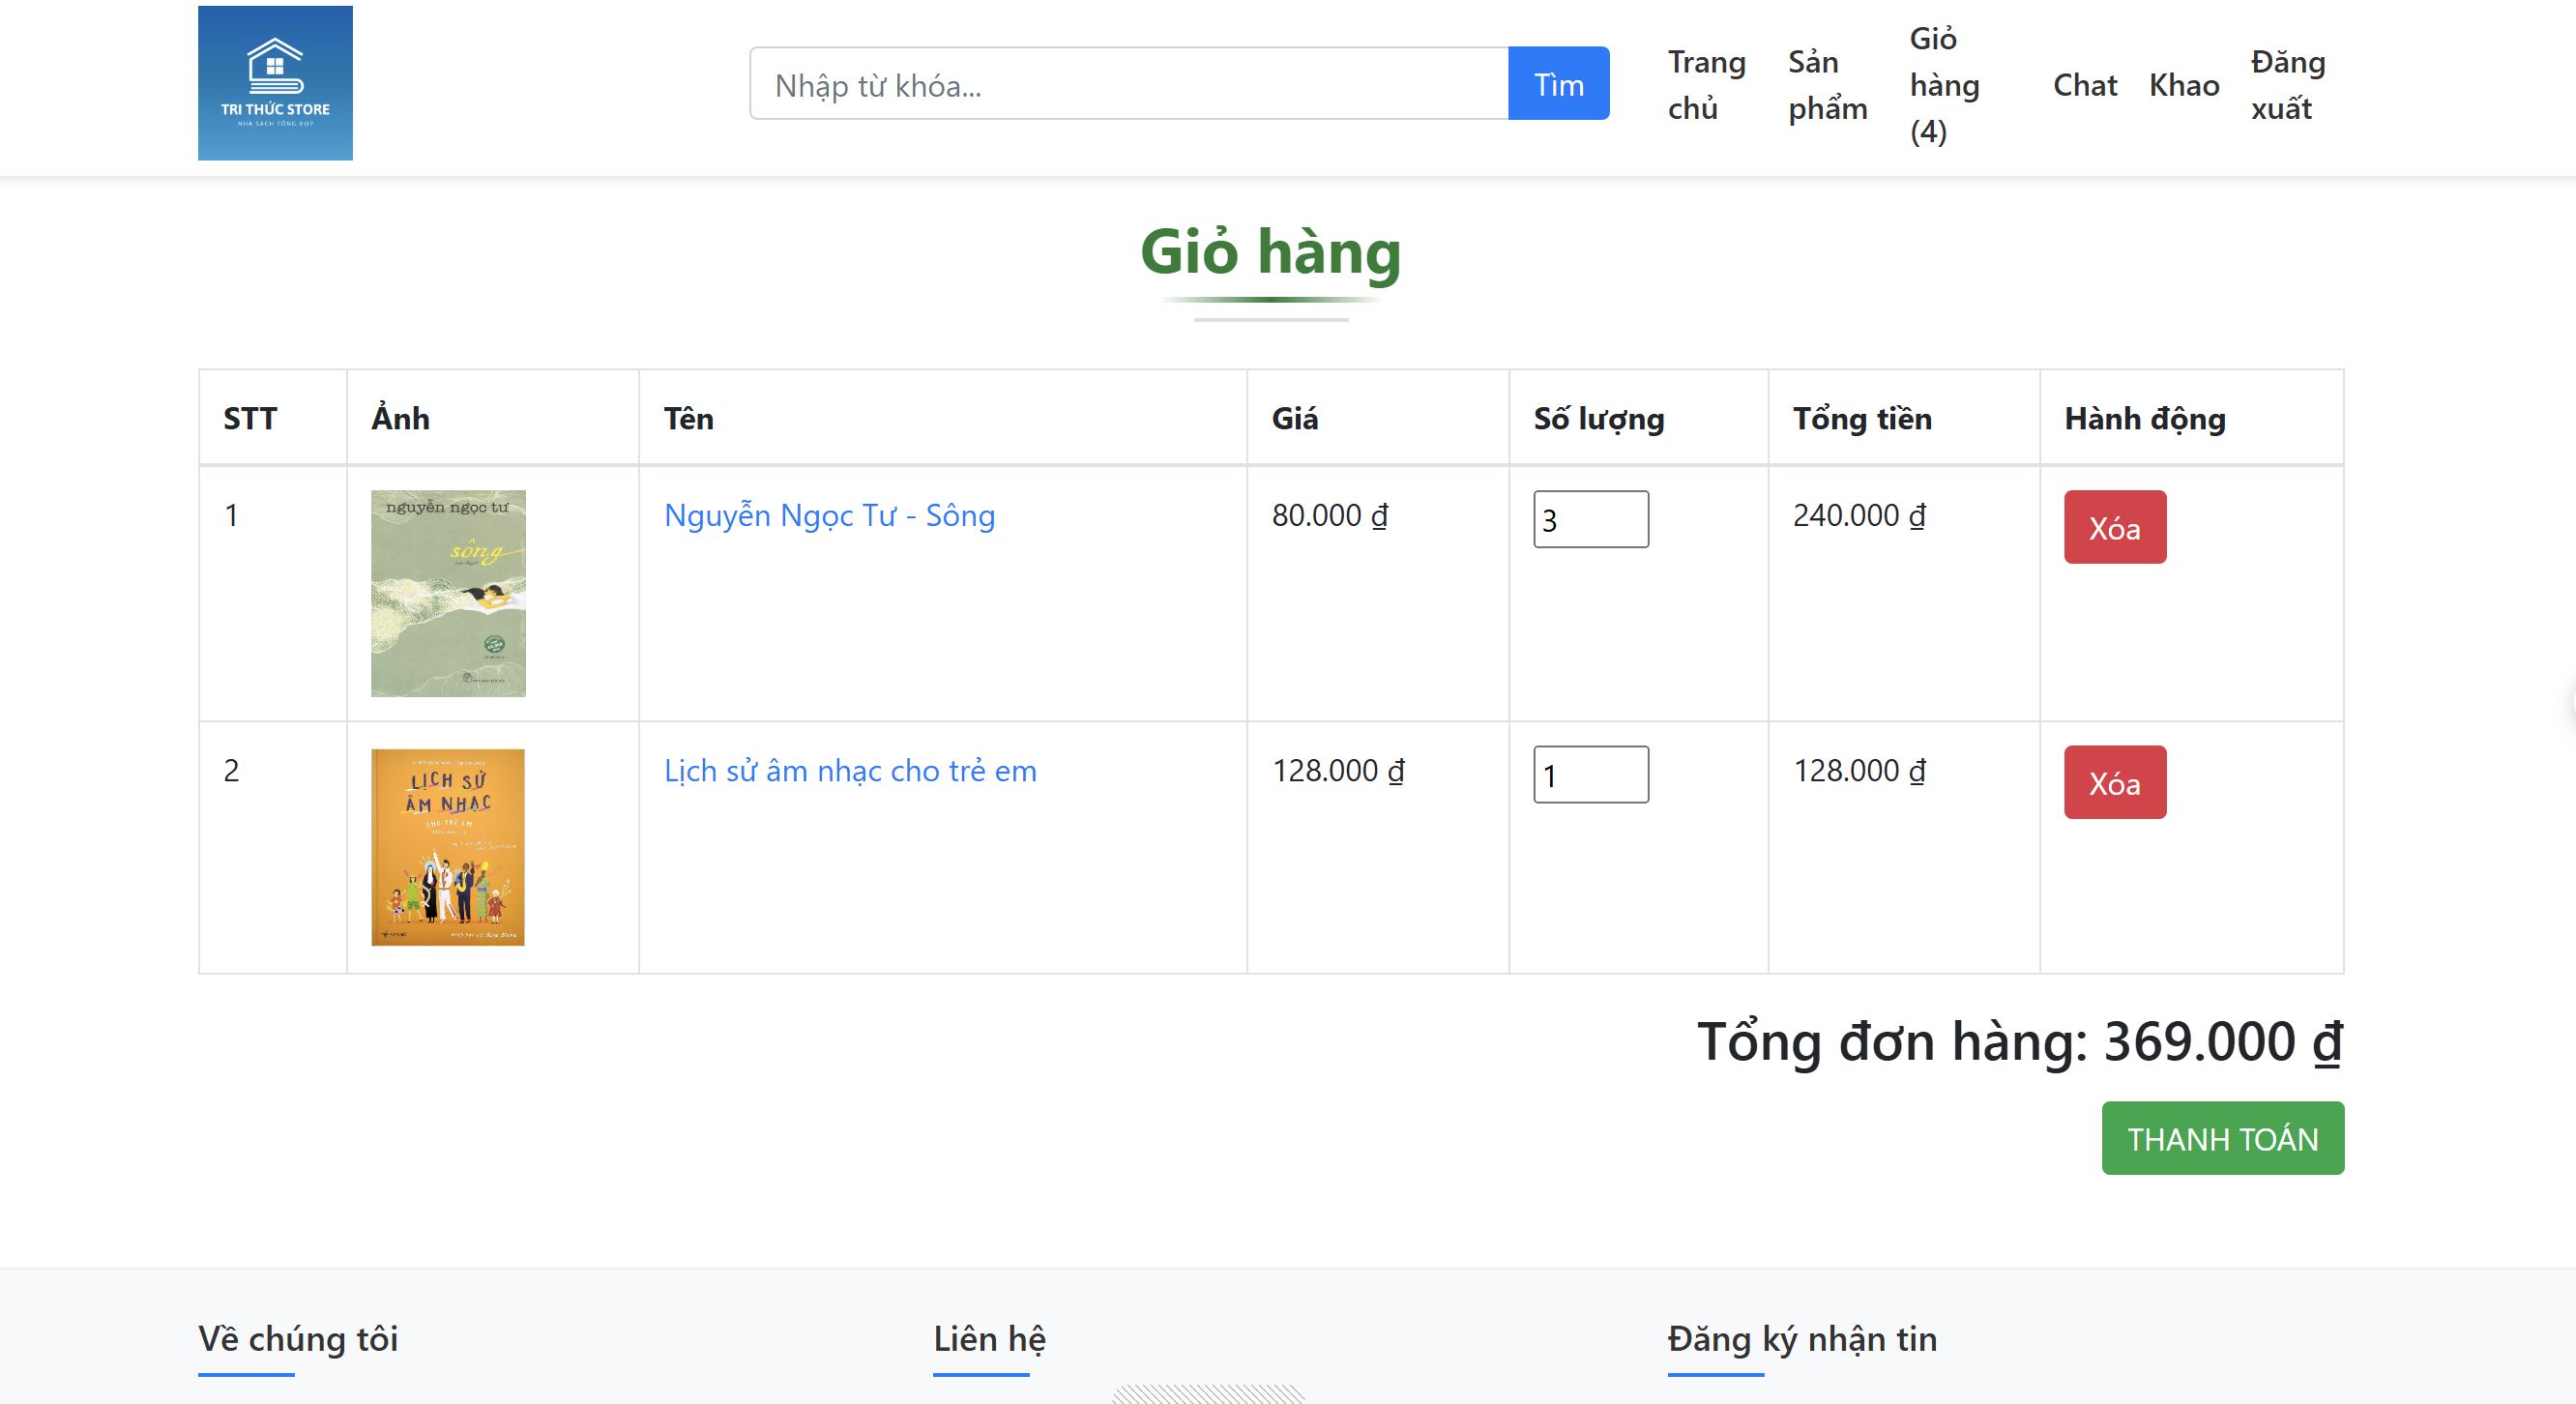 TRI THỨC STORE
NHÀ SÁCH TỔNG HỢP
Nhập từ khóa...
Tìm
Trang chủ
Sản phẩm
Giỏ hàng (4)
Chat
Khao
Đăng xuất
Giỏ hàng
STT Ảnh Tên Giá Số lượng Tổng tiền Hành động
1 Nguyễn Ngọc Tư - Sông 80.000 ₫ 3 240.000 ₫ Xóa
nguyễn ngọc tư
sông
2 Lịch sử âm nhạc cho trẻ em 128.000 ₫ 1 128.000 ₫ Xóa
LỊCH SỬ
ÂM NHẠC
CHO TRẺ EM
Tổng đơn hàng: 369.000 ₫
THANH TOÁN
Về chúng tôi
Liên hệ
Đăng ký nhận tin